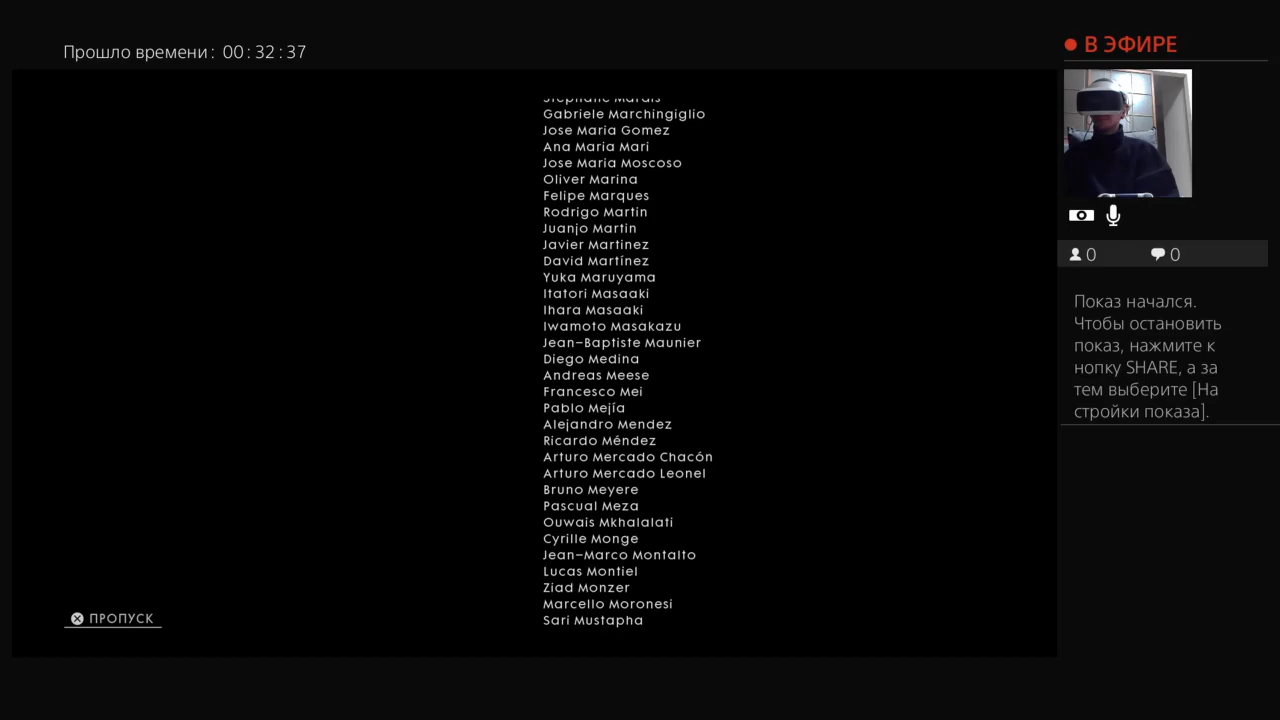 Прошло времени: 00:32:37
В ЭФИРЕ
Stephane Marais
Gabriele Marchingiglio
Jose Maria Gomez
Ana Maria Mari
Jose Maria Moscoso
Oliver Marina
Felipe Marques
Rodrigo Martin
Juanjo Martin
Javier Martinez
David Martínez
Yuka Maruyama
Itatori Masaaki
Ihara Masaaki
Iwamoto Masakazu
Jean-Baptiste Maunier
Diego Medina
Andreas Meese
Francesco Mei
Pablo Mejía
Alejandro Mendez
Ricardo Méndez
Arturo Mercado Chacón
Arturo Mercado Leonel
Bruno Meyere
Pascual Meza
Ouwais Mkhalalati
Cyrille Monge
Jean-Marco Montalto
Lucas Montiel
Ziad Monzer
Marcello Moronesi
Sari Mustapha
ПРОПУСК
0 0
Показ начался.
Чтобы остановить
показ, нажмите к
нопку SHARE, а за
тем выберите [На
стройки показа].